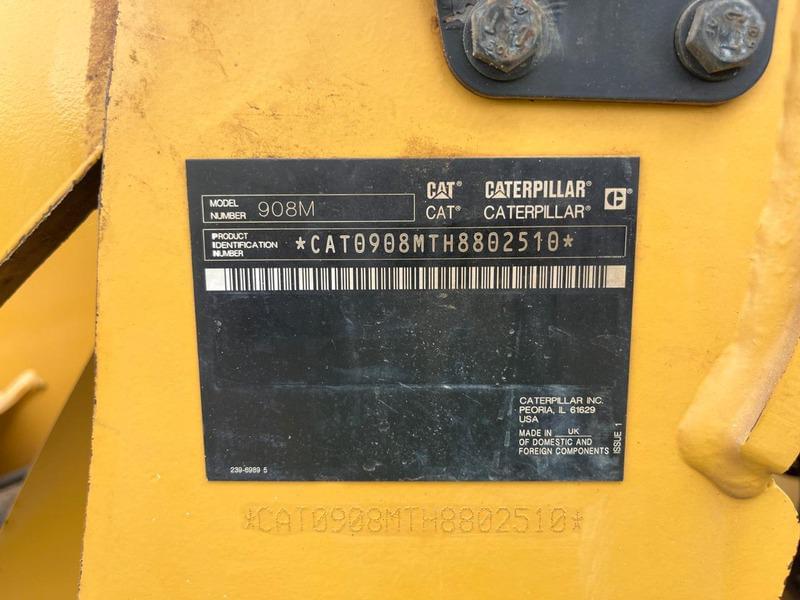 MODEL NUMBER 908M
CAT® CATERPILLAR®
CAT® CATERPILLAR®
PRODUCT IDENTIFICATION NUMBER *CAT0908MTH8802510*
CATERPILLAR INC.
PEORIA, IL 61629
USA
MADE IN UK
OF DOMESTIC AND
FOREIGN COMPONENTS
ISSUE 1
239-6989 5
*CAT0908MTH8802510*